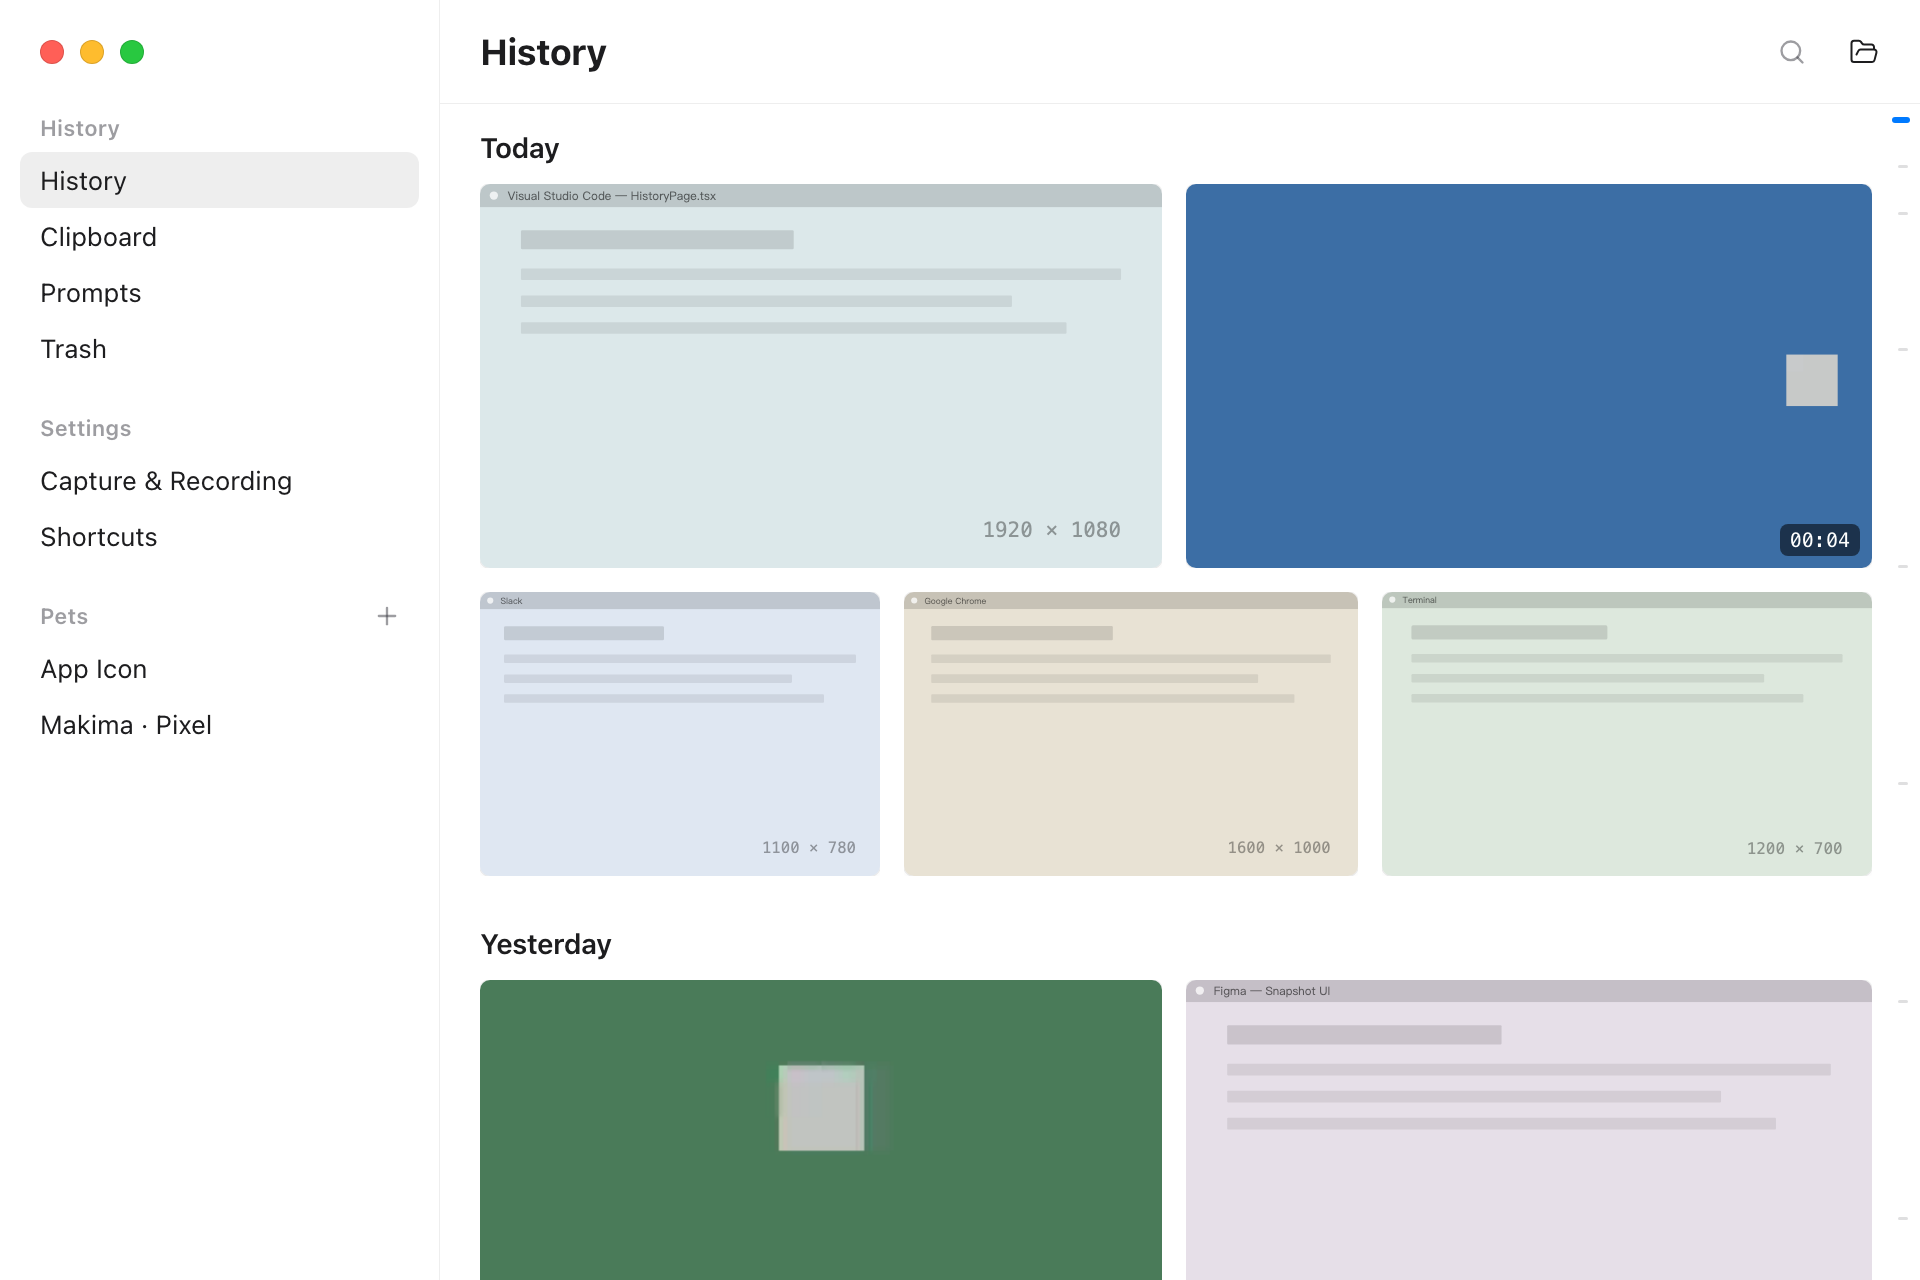 History
History
Clipboard
Prompts
Trash
Settings
Capture & Recording
Shortcuts
Pets
App Icon
Makima · Pixel
History
Today
Visual Studio Code — HistoryPage.tsx
1920 × 1080
00:04
Slack
1100 × 780
Google Chrome
1600 × 1000
Terminal
1200 × 700
Yesterday
Figma — Snapshot UI